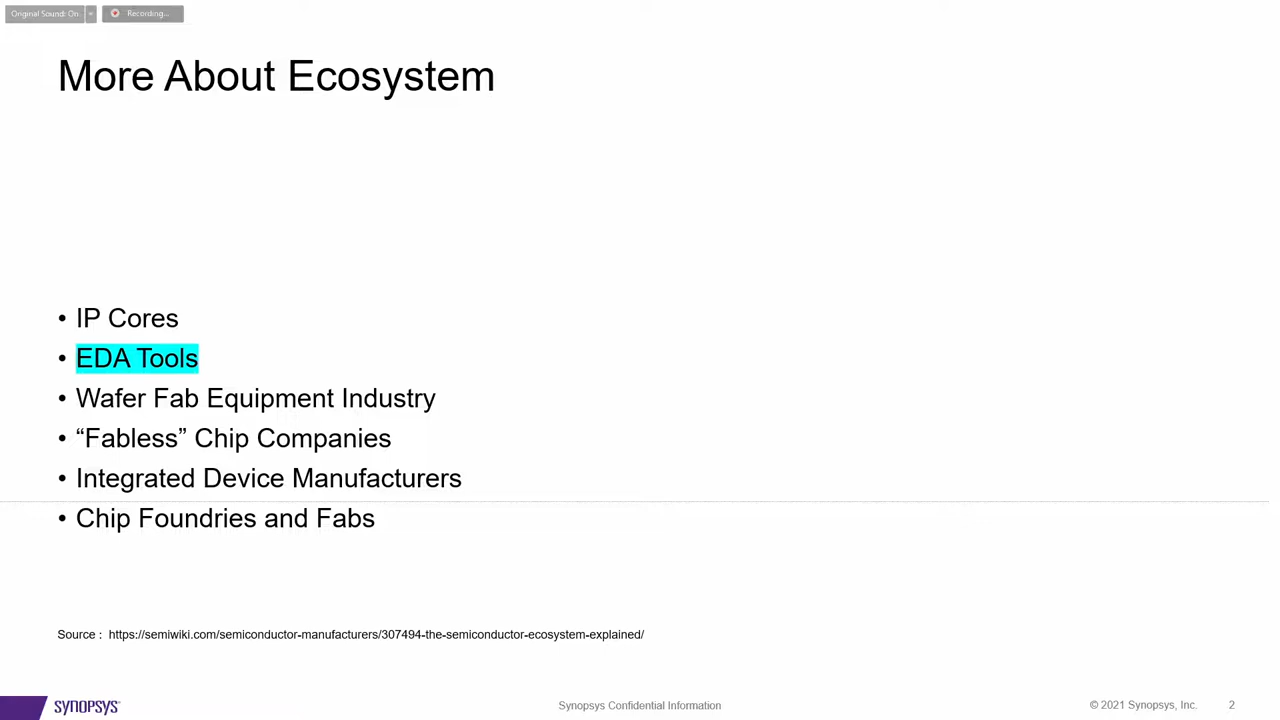 Original Sound: On
Recording...
More About Ecosystem
• IP Cores
• EDA Tools
• Wafer Fab Equipment Industry
• “Fabless” Chip Companies
• Integrated Device Manufacturers
• Chip Foundries and Fabs
Source : https://semiwiki.com/semiconductor-manufacturers/307494-the-semiconductor-ecosystem-explained/
SYNOPSYS
Synopsys Confidential Information
© 2021 Synopsys, Inc. 2